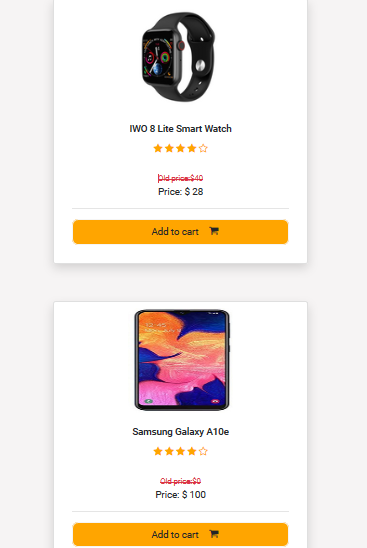 IWO 8 Lite Smart Watch
Old price:$40
Price: $ 28
Add to cart
Samsung Galaxy A10e
Old price:$0
Price: $ 100
Add to cart